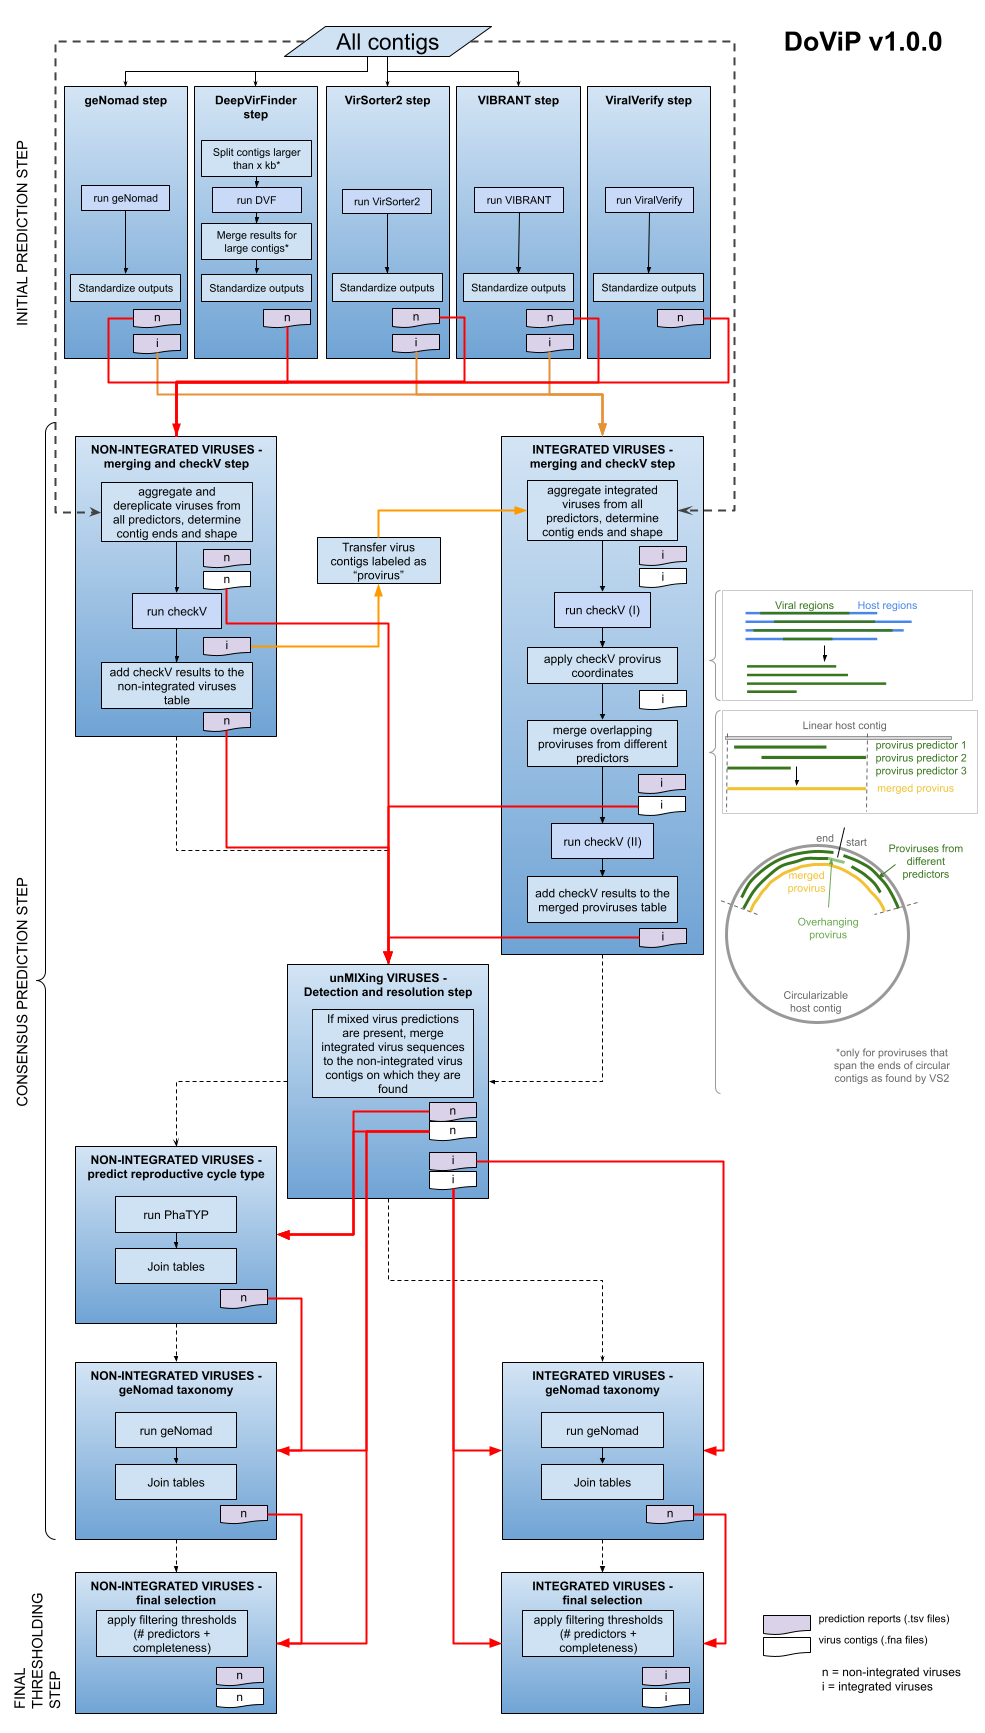 All contigs
DoViP v1.0.0
INITIAL PREDICTION STEP
geNomad step
run geNomad
Standardize outputs
n
i
DeepVirFinder
step
Split contigs larger
than x kb*
run DVF
Merge results for
large contigs*
Standardize outputs
n
VirSorter2 step
run VirSorter2
Standardize outputs
n
i
VIBRANT step
run VIBRANT
Standardize outputs
n
i
ViralVerify step
run ViralVerify
Standardize outputs
n
CONSENSUS PREDICTION STEP
NON-INTEGRATED VIRUSES -
merging and checkV step
aggregate and
dereplicate viruses from
all predictors, determine
contig ends and shape
n
n
run checkV
i
add checkV results to the
non-integrated viruses
table
n
Transfer virus
contigs labeled as
“provirus”
INTEGRATED VIRUSES -
merging and checkV step
aggregate integrated
viruses from all
predictors, determine
contig ends and shape
i
i
run checkV (I)
apply checkV provirus
coordinates
i
merge overlapping
proviruses from different
predictors
i
i
run checkV (II)
add checkV results to the
merged proviruses table
i
Viral regions
Host regions
Linear host contig
provirus predictor 1
provirus predictor 2
provirus predictor 3
merged provirus
end
start
Proviruses from
different
predictors
merged
provirus
Overhanging
provirus
Circularizable
host contig
*only for proviruses that
span the ends of circular
contigs as found by VS2
unMIXing VIRUSES -
Detection and resolution step
If mixed virus predictions
are present, merge
integrated virus sequences
to the non-integrated virus
contigs on which they are
found
n
n
i
i
NON-INTEGRATED VIRUSES -
predict reproductive cycle type
run PhaTYP
Join tables
n
NON-INTEGRATED VIRUSES -
geNomad taxonomy
run geNomad
Join tables
n
INTEGRATED VIRUSES -
geNomad taxonomy
run geNomad
Join tables
n
FINAL
THRESHOLDING
STEP
NON-INTEGRATED VIRUSES -
final selection
apply filtering thresholds
(# predictors +
completeness)
n
n
INTEGRATED VIRUSES -
final selection
apply filtering thresholds
(# predictors +
completeness)
i
i
prediction reports (.tsv files)
virus contigs (.fna files)
n = non-integrated viruses
i = integrated viruses